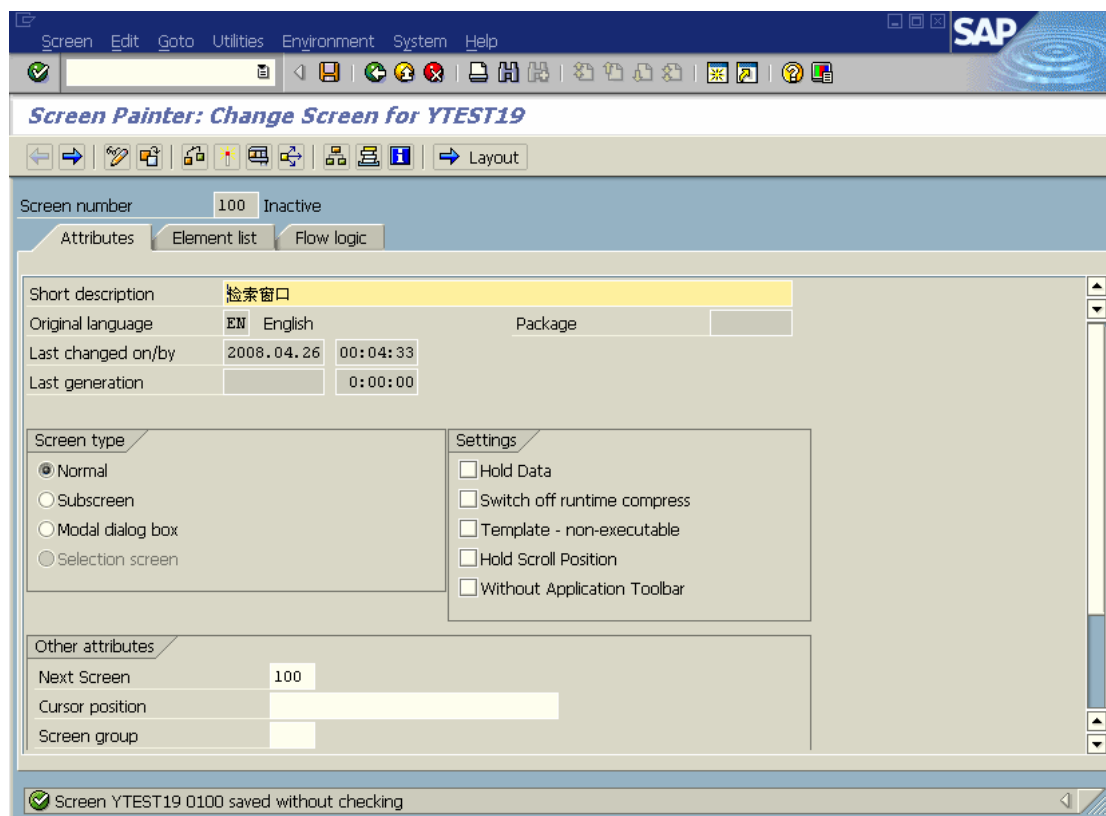 Screen Edit Goto Utilities Environment System Help
SAP
Screen Painter: Change Screen for YTEST19
Layout
Screen number 100 Inactive
Attributes Element list Flow logic
Short description 检索窗口
Original language EN English Package
Last changed on/by 2008.04.26 00:04:33
Last generation 0:00:00
Screen type Settings
Normal Hold Data
Subscreen Switch off runtime compress
Modal dialog box Template - non-executable
Selection screen Hold Scroll Position
Without Application Toolbar
Other attributes
Next Screen 100
Cursor position
Screen group
Screen YTEST19 0100 saved without checking